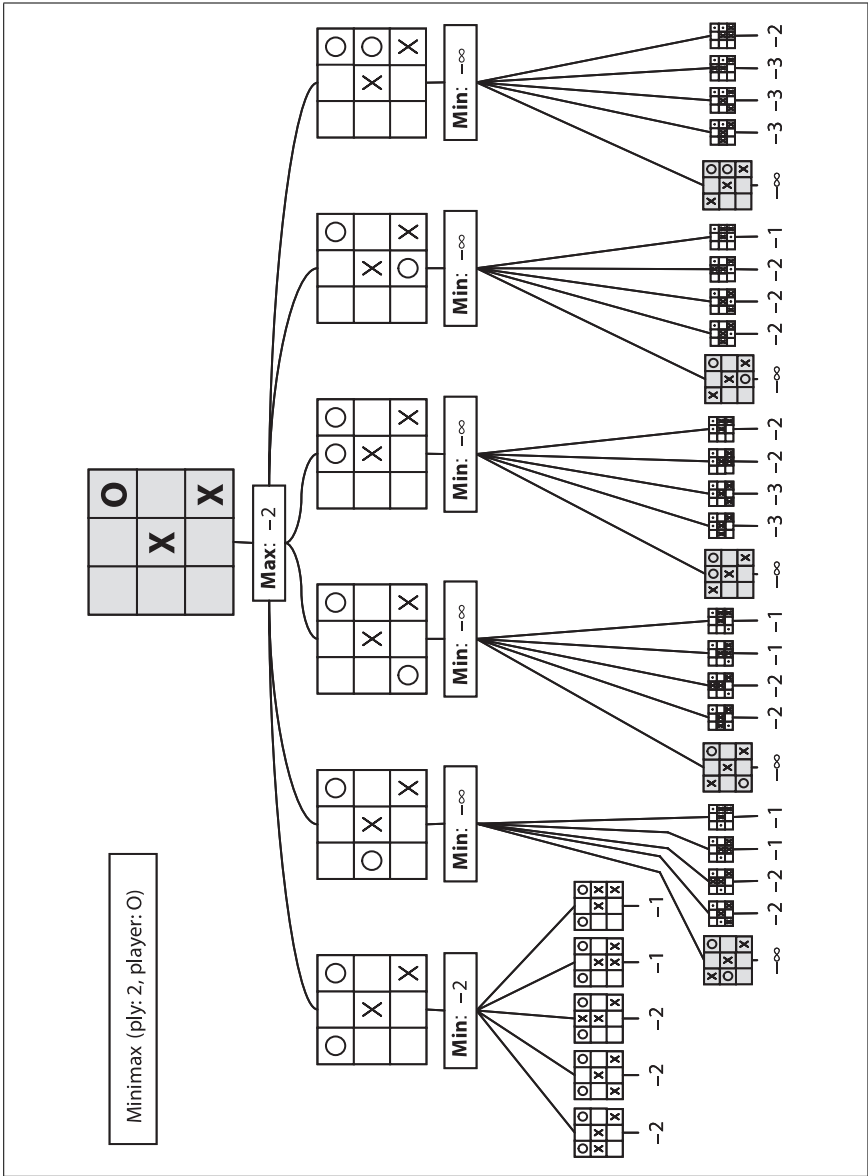 Minimax (ply: 2, player: O)
O
X
X
Max: −2
O O O O O O O O
X O X X X X X O
X X O X X O X X
Min: −2 Min: −∞ Min: −∞ Min: −∞ Min: −∞ Min: −∞
O O O O O X O O O O O
X X X X X X X
X X X X X X X X
−2 −2 −2 −1 −1
X O X O X O O X O X O
O X X X X X O
X O X X O X X
−∞ −2 −2 −1 −1 −∞ −2 −2 −1 −1 −∞ −3 −3 −2 −2 −∞ −2 −2 −2 −1 −∞ −3 −3 −3 −2